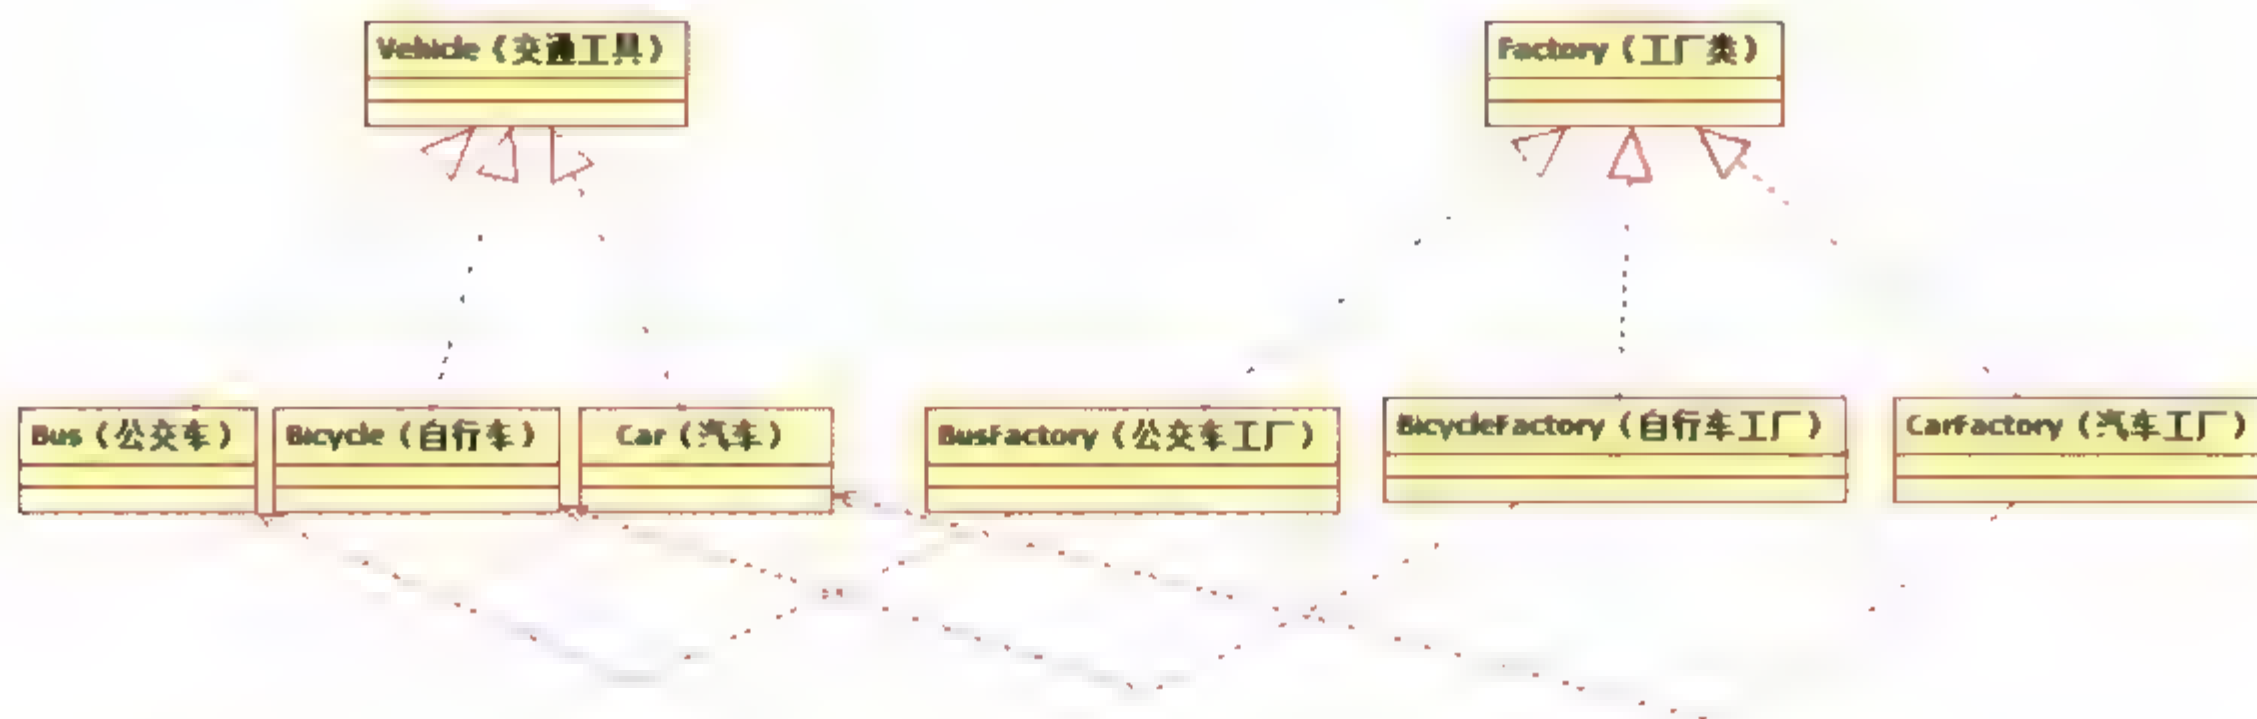 Vehicle（交通工具）
Factory（工厂类）
Bus（公交车）
Bicycle（自行车）
Car（汽车）
BusFactory（公交车工厂）
BicycleFactory（自行车工厂）
CarFactory（汽车工厂）